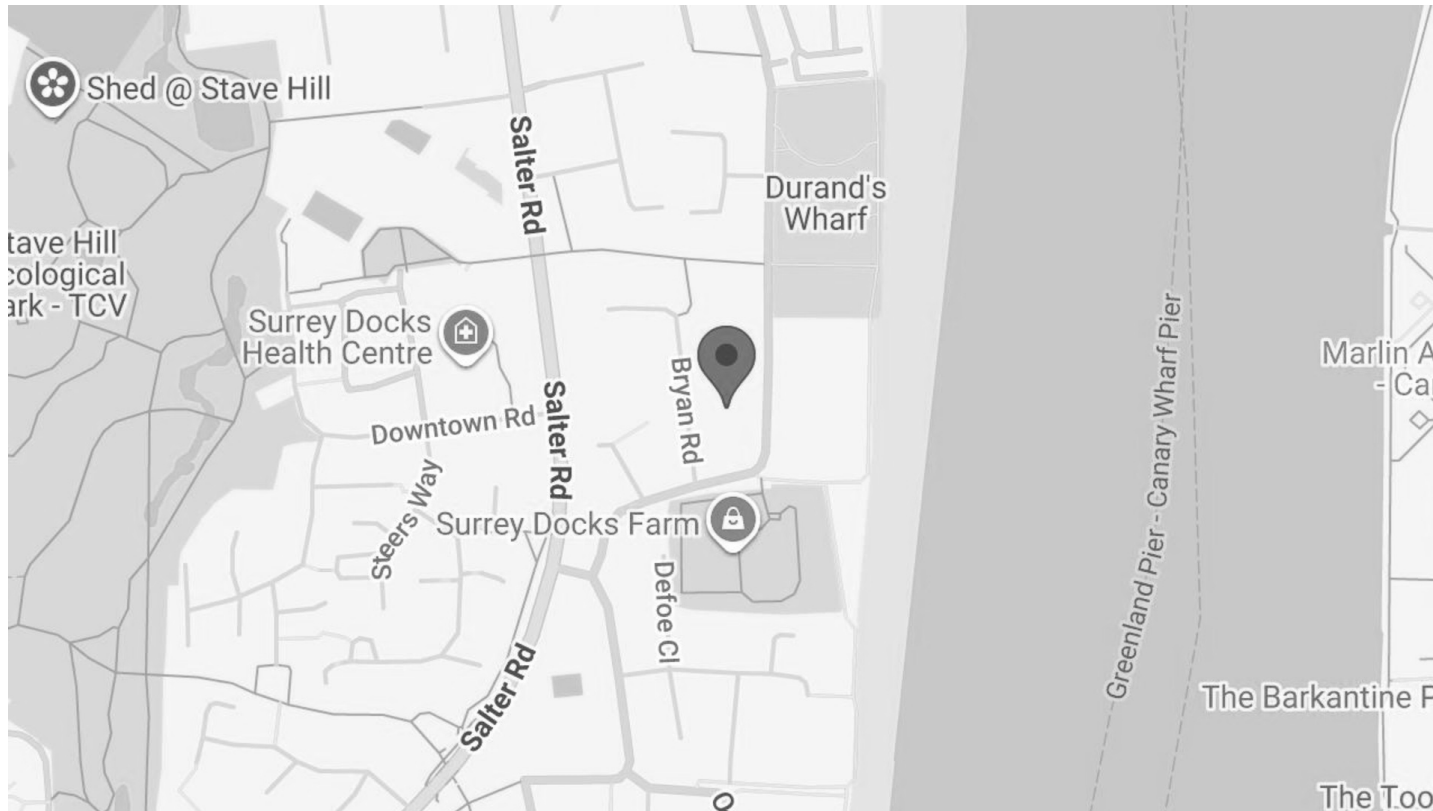 Shed @ Stave Hill
Salter Rd
Durand's
Wharf
tave Hill
cological
ark - TCV
Surrey Docks
Health Centre
Bryan Rd
Greenland Pier - Canary Wharf Pier
Marlin A
- Ca
Downtown Rd
Salter Rd
Steers Way
Surrey Docks Farm
Defoe Cl
Salter Rd
The Barkantine P
The Too